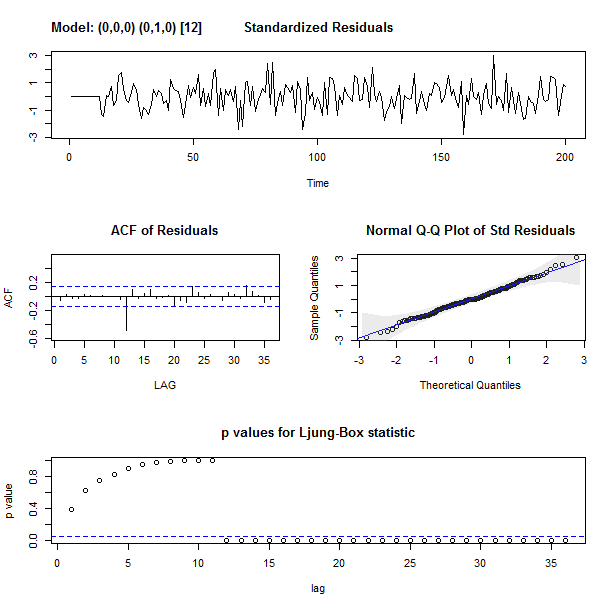 Model: (0,0,0) (0,1,0) [12] Standardized Residuals
3
1
-1
-3
0 50 100 150 200
Time
ACF of Residuals
ACF
0.2
-0.2
-0.6
0 5 10 15 20 25 30 35
LAG
Normal Q-Q Plot of Std Residuals
Sample Quantiles
3
1
-1
-3
-3 -2 -1 0 1 2 3
Theoretical Quantiles
p values for Ljung-Box statistic
p value
0.8
0.4
0.0
0 5 10 15 20 25 30 35
lag